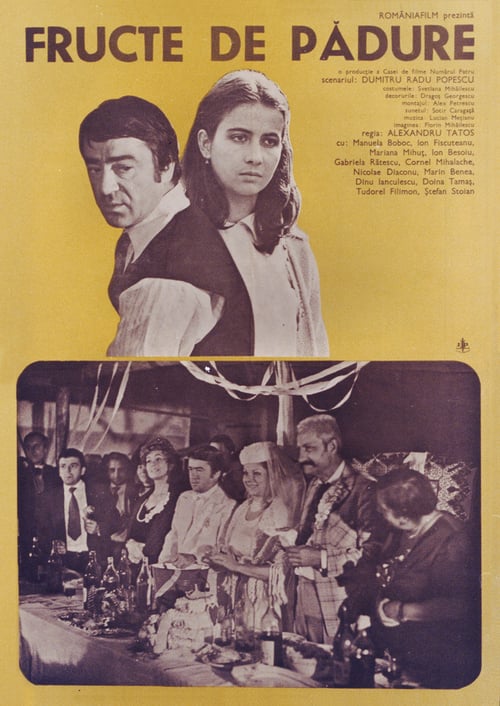 ROMÂNIAFILM prezintă
FRUCTE DE PĂDURE
o producție a Casei de filme Numărul Patru
scenariul: DUMITRU RADU POPESCU
costumele: Svetlana Mihăilescu
decorurile: Dragoș Georgescu
montajul: Alex Petrescu
sunetul: Sotir Caragață
muzica Lucian Mețianu
imaginea: Florin Mihăilescu
regia: ALEXANDRU TATOS
cu: Manuela Boboc, Ion Fiscuteanu,
Mariana Mihuț, Ion Besoiu,
Gabriela Rătescu, Cornel Mihalache,
Nicolae Diaconu, Marin Benea,
Dinu Ianculescu, Doina Tamaș,
Tudorel Filimon, Ștefan Stoian